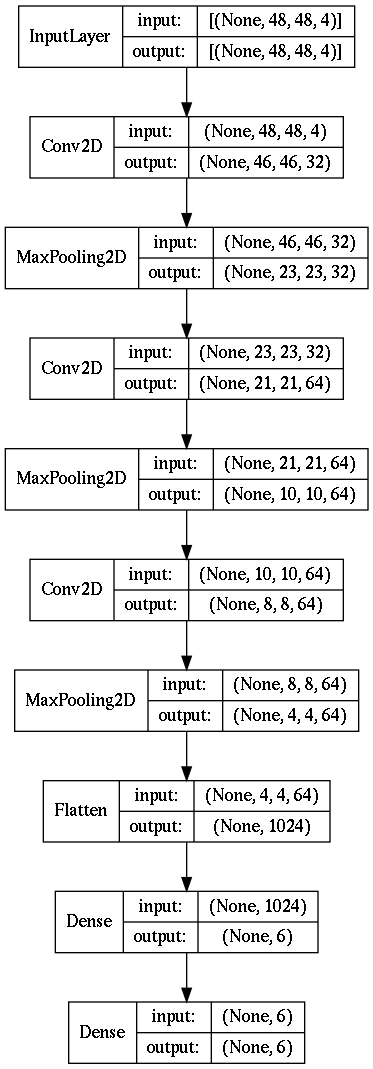 InputLayer input: [(None, 48, 48, 4)]
output: [(None, 48, 48, 4)]
Conv2D input: (None, 48, 48, 4)
output: (None, 46, 46, 32)
MaxPooling2D input: (None, 46, 46, 32)
output: (None, 23, 23, 32)
Conv2D input: (None, 23, 23, 32)
output: (None, 21, 21, 64)
MaxPooling2D input: (None, 21, 21, 64)
output: (None, 10, 10, 64)
Conv2D input: (None, 10, 10, 64)
output: (None, 8, 8, 64)
MaxPooling2D input: (None, 8, 8, 64)
output: (None, 4, 4, 64)
Flatten input: (None, 4, 4, 64)
output: (None, 1024)
Dense input: (None, 1024)
output: (None, 6)
Dense input: (None, 6)
output: (None, 6)